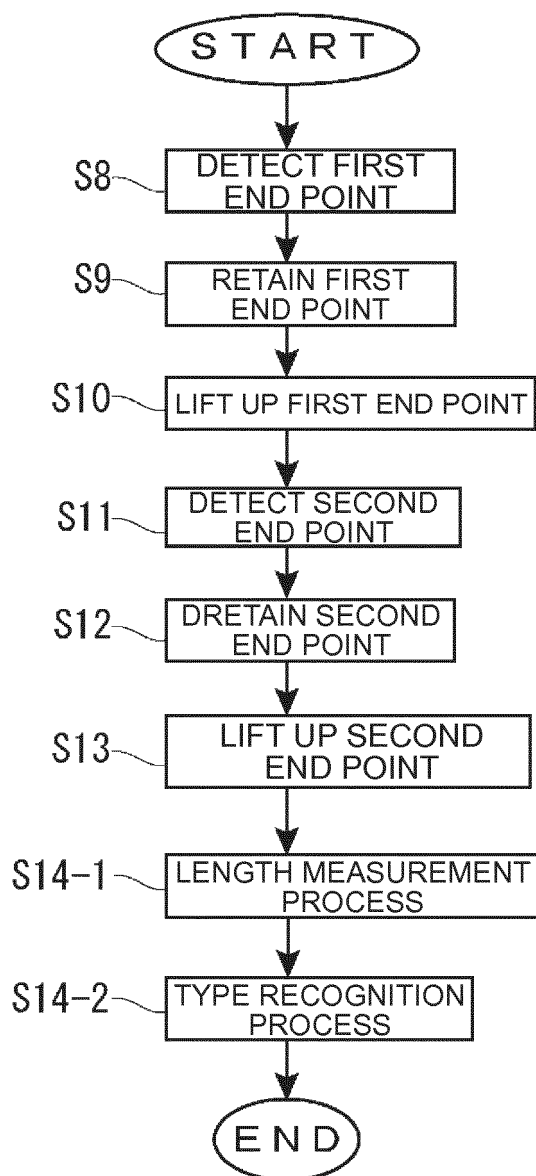 START
S8
DETECT FIRST
END POINT
S9
RETAIN FIRST
END POINT
S10
LIFT UP FIRST END POINT
S11
DETECT SECOND
END POINT
S12
DRETAIN SECOND
END POINT
S13
LIFT UP SECOND
END POINT
S14-1
LENGTH MEASUREMENT
PROCESS
S14-2
TYPE RECOGNITION
PROCESS
END